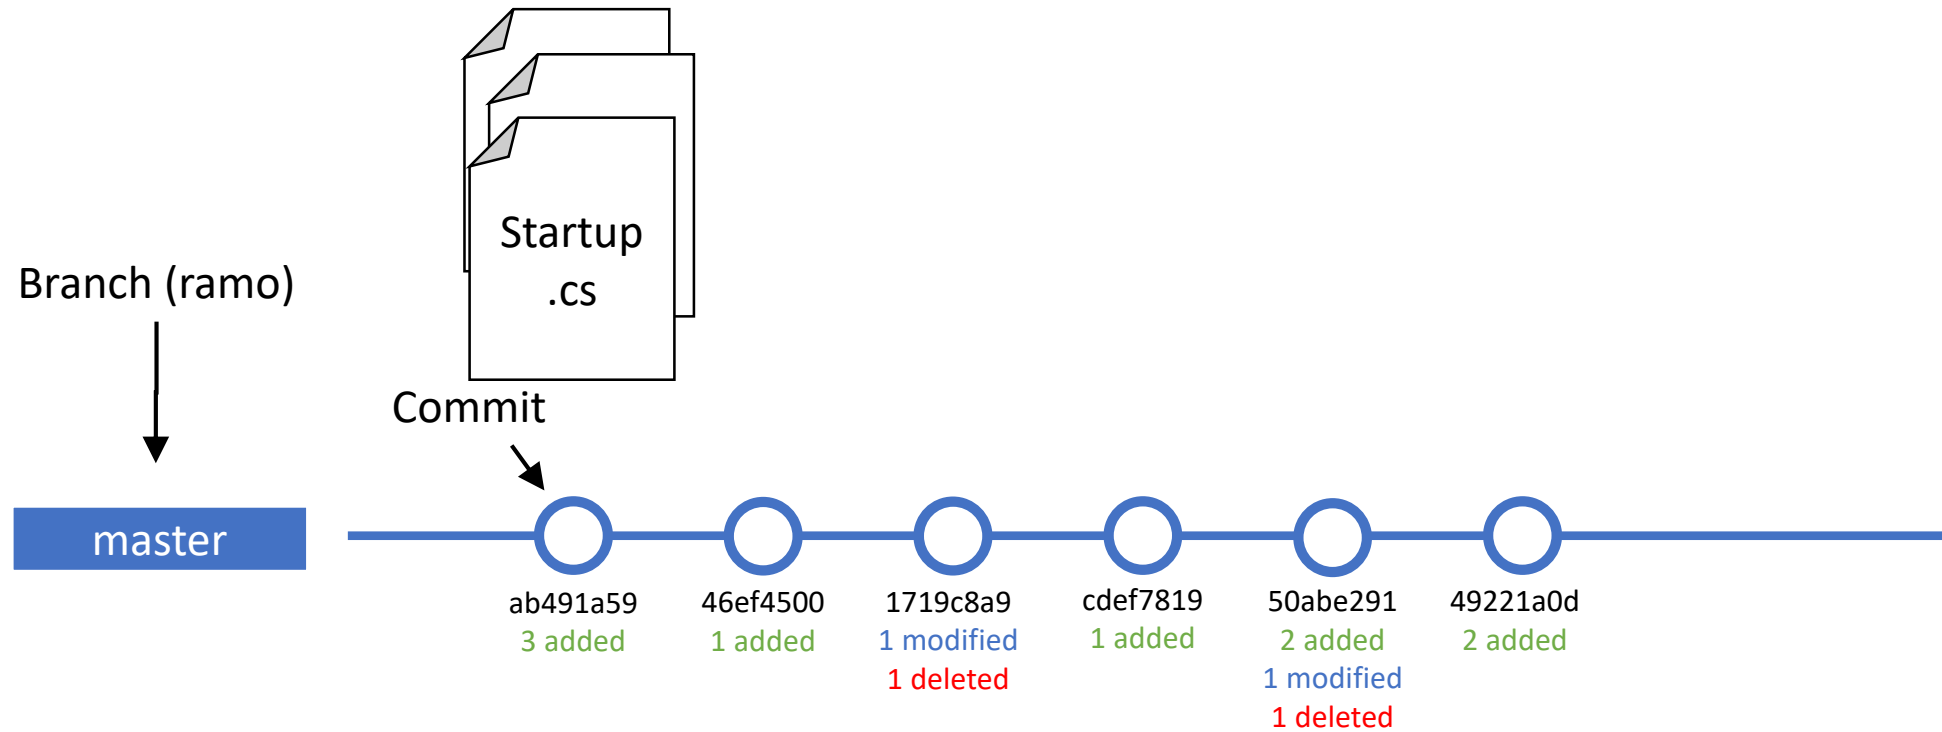 Startup
.cs
Branch (ramo)
Commit
master
ab491a59
3 added
46ef4500
1 added
1719c8a9
1 modified
1 deleted
cdef7819
1 added
50abe291
2 added
1 modified
1 deleted
49221a0d
2 added